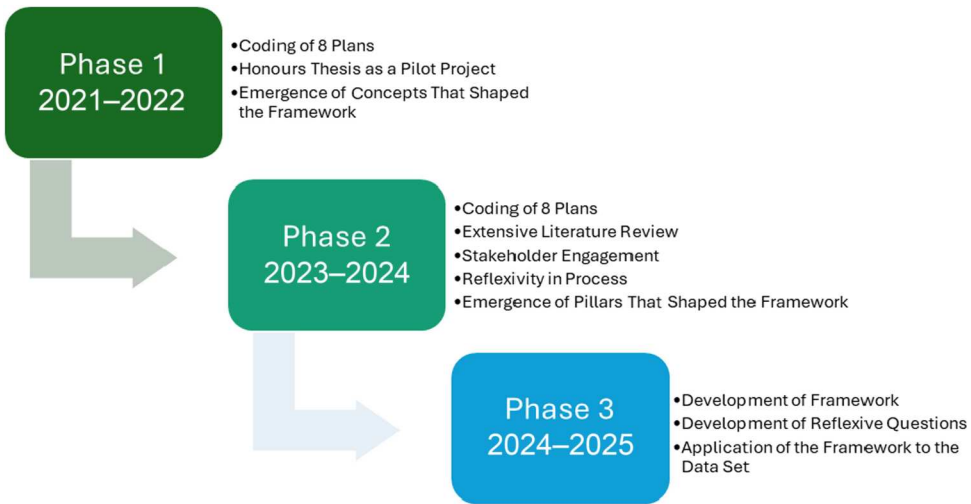 Phase 1
2021–2022
•Coding of 8 Plans
•Honours Thesis as a Pilot Project
•Emergence of Concepts That Shaped
the Framework
Phase 2
2023–2024
•Coding of 8 Plans
•Extensive Literature Review
•Stakeholder Engagement
•Reflexivity in Process
•Emergence of Pillars That Shaped the Framework
Phase 3
2024–2025
•Development of Framework
•Development of Reflexive Questions
•Application of the Framework to the
Data Set